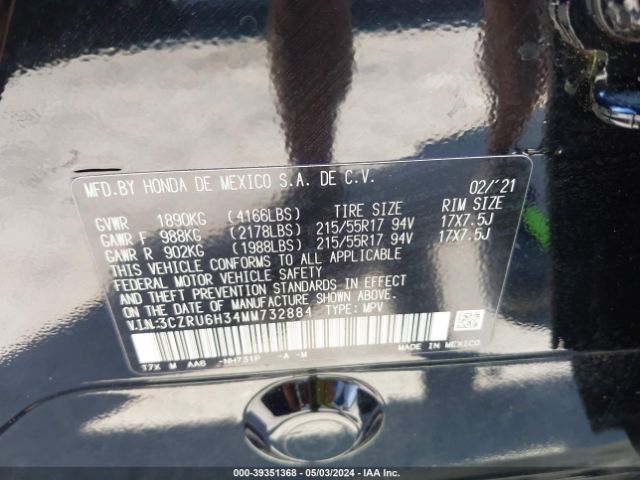 MFD.BY HONDA DE MEXICO S.A. DE C.V. 02/'21
GVWR 1890KG (4166LBS) TIRE SIZE RIM SIZE
GAWR F 988KG (2178LBS) 215/55R17 94V 17X7.5J
GAWR R 902KG (1988LBS) 215/55R17 94V 17X7.5J
THIS VEHICLE CONFORMS TO ALL APPLICABLE
FEDERAL MOTOR VEHICLE SAFETY
AND THEFT PREVENTION STANDARDS IN EFFECT
ON THE DATE OF MANUFACTURE SHOWN ABOVE.
V.I.N:3CZRU6H34MM732884 TYPE: MPV
T7X M AA6 NH731P -A -M MADE IN MEXICO
000-39351368 - 05/03/2024 - IAA Inc.